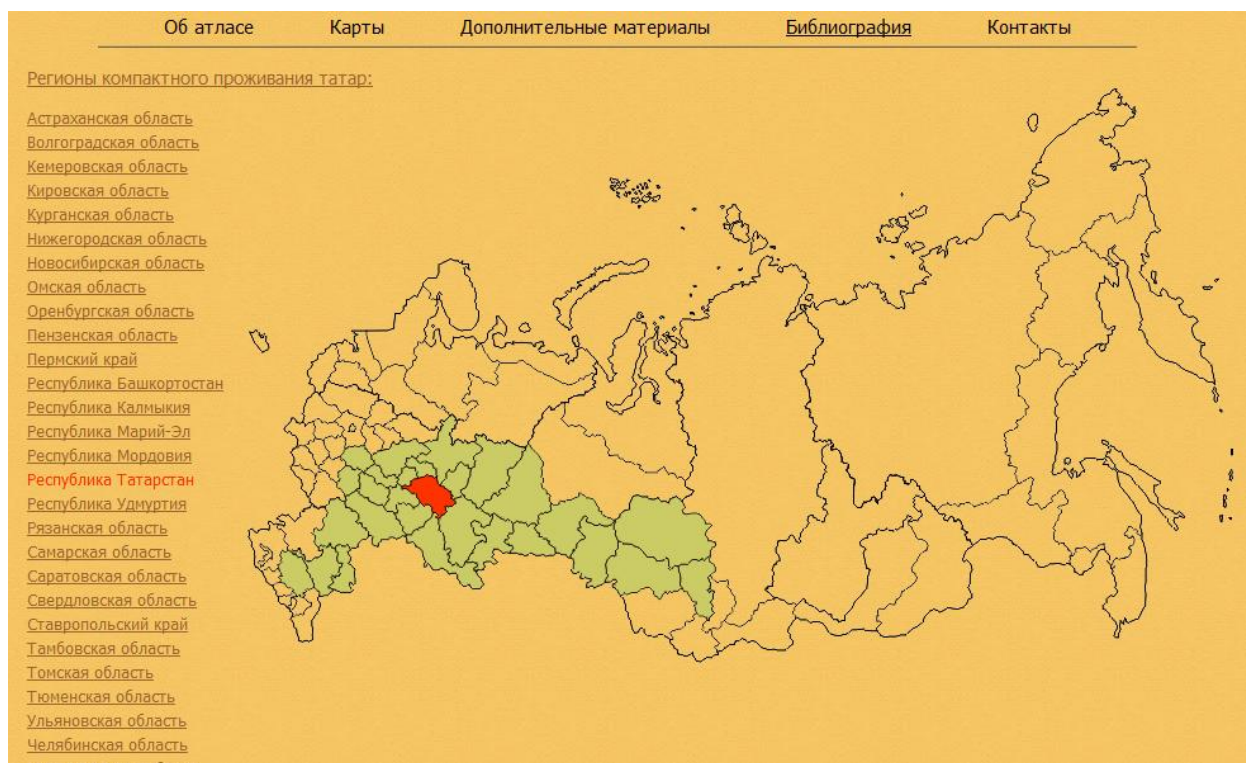 Об атласе Карты Дополнительные материалы Библиография Контакты
Регионы компактного проживания татар:
Астраханская область
Волгоградская область
Кемеровская область
Кировская область
Курганская область
Нижегородская область
Новосибирская область
Омская область
Оренбургская область
Пензенская область
Пермский край
Республика Башкортостан
Республика Калмыкия
Республика Марий-Эл
Республика Мордовия
Республика Татарстан
Республика Удмуртия
Рязанская область
Самарская область
Саратовская область
Свердловская область
Ставропольский край
Тамбовская область
Томская область
Тюменская область
Ульяновская область
Челябинская область